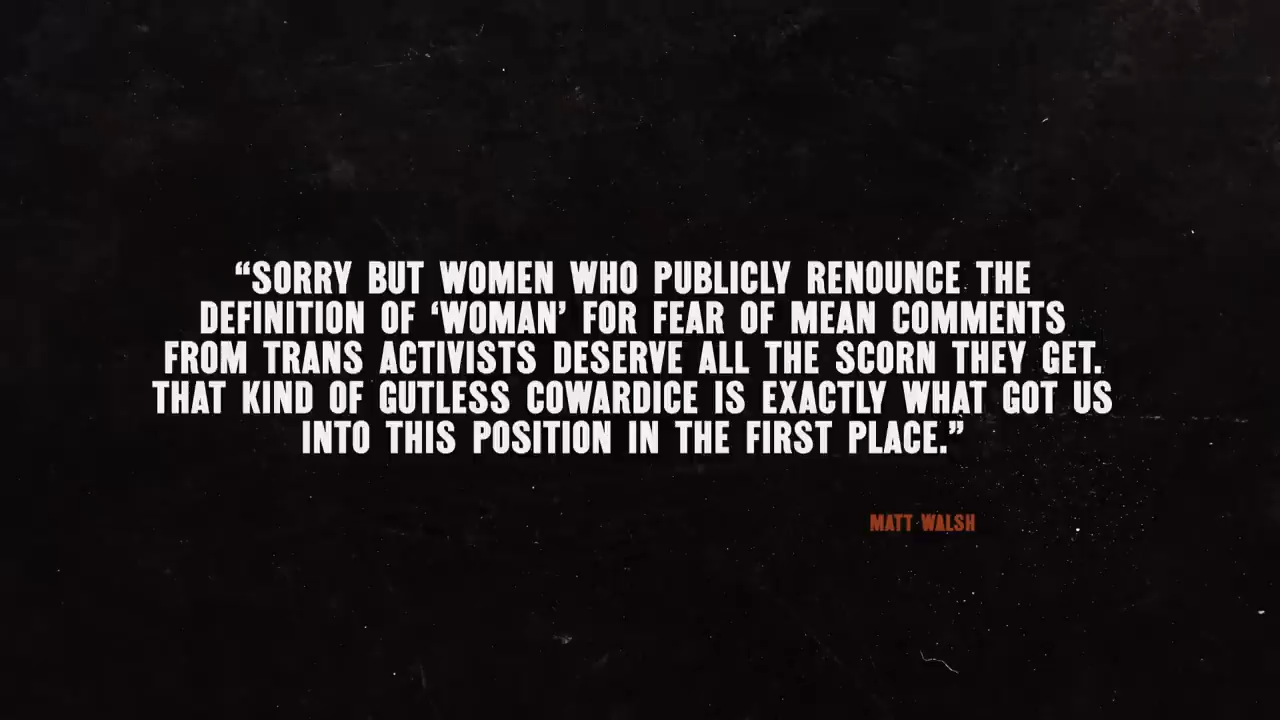 “SORRY BUT WOMEN WHO PUBLICLY RENOUNCE THE
DEFINITION OF ‘WOMAN’ FOR FEAR OF MEAN COMMENTS
FROM TRANS ACTIVISTS DESERVE ALL THE SCORN THEY GET.
THAT KIND OF GUTLESS COWARDICE IS EXACTLY WHAT GOT US
INTO THIS POSITION IN THE FIRST PLACE.”
MATT WALSH